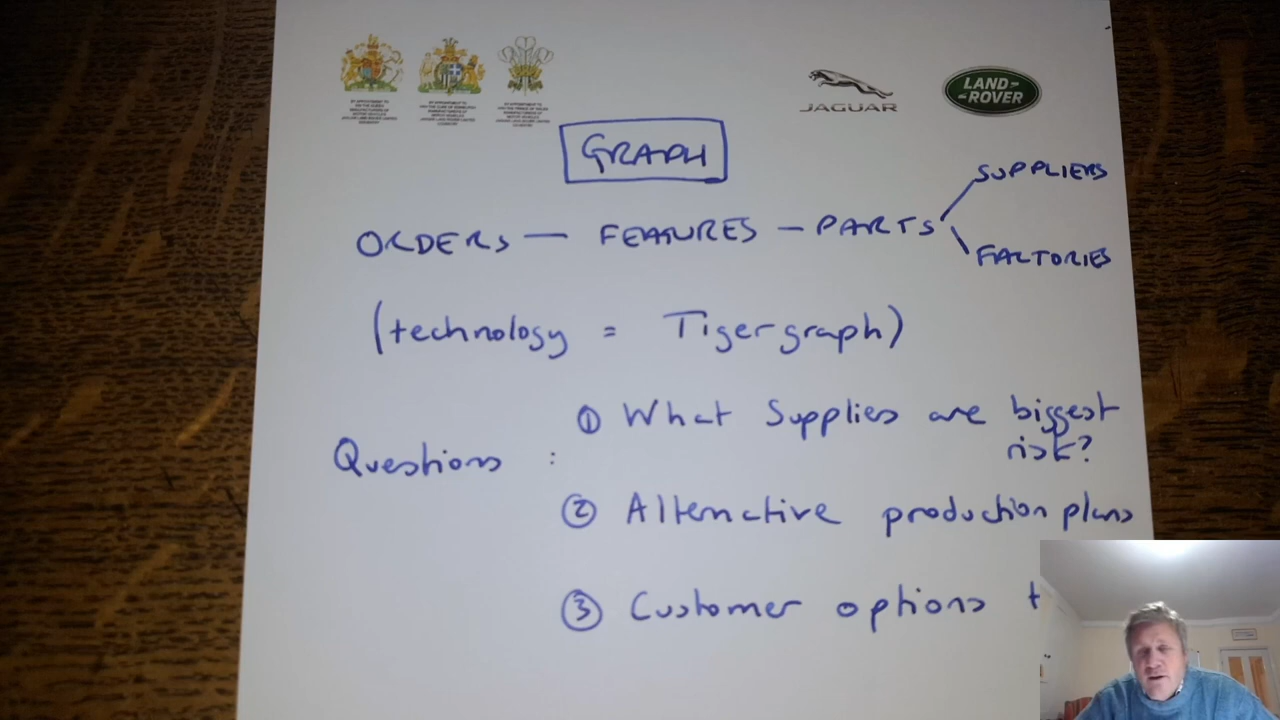 JAGUAR
LAND-
-ROVER
GRAPH
SUPPLIERS
ORDERS — FEATURES — PARTS
FACTORIES
(technology = Tigergraph)
① What Supplies are biggest
risk?
Questions :
② Alternative production plans
③ Customer options t